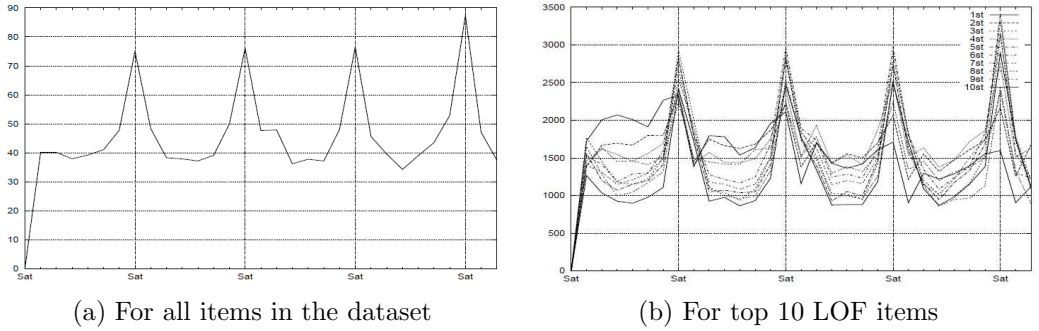 90
80
70
60
50
40
30
20
10
0
Sat Sat Sat Sat Sat
(a) For all items in the dataset
3500
3000
2500
2000
1500
1000
500
0
Sat Sat Sat Sat Sat
1st
2st
3st
4st
5st
6st
7st
8st
9st
10st
(b) For top 10 LOF items